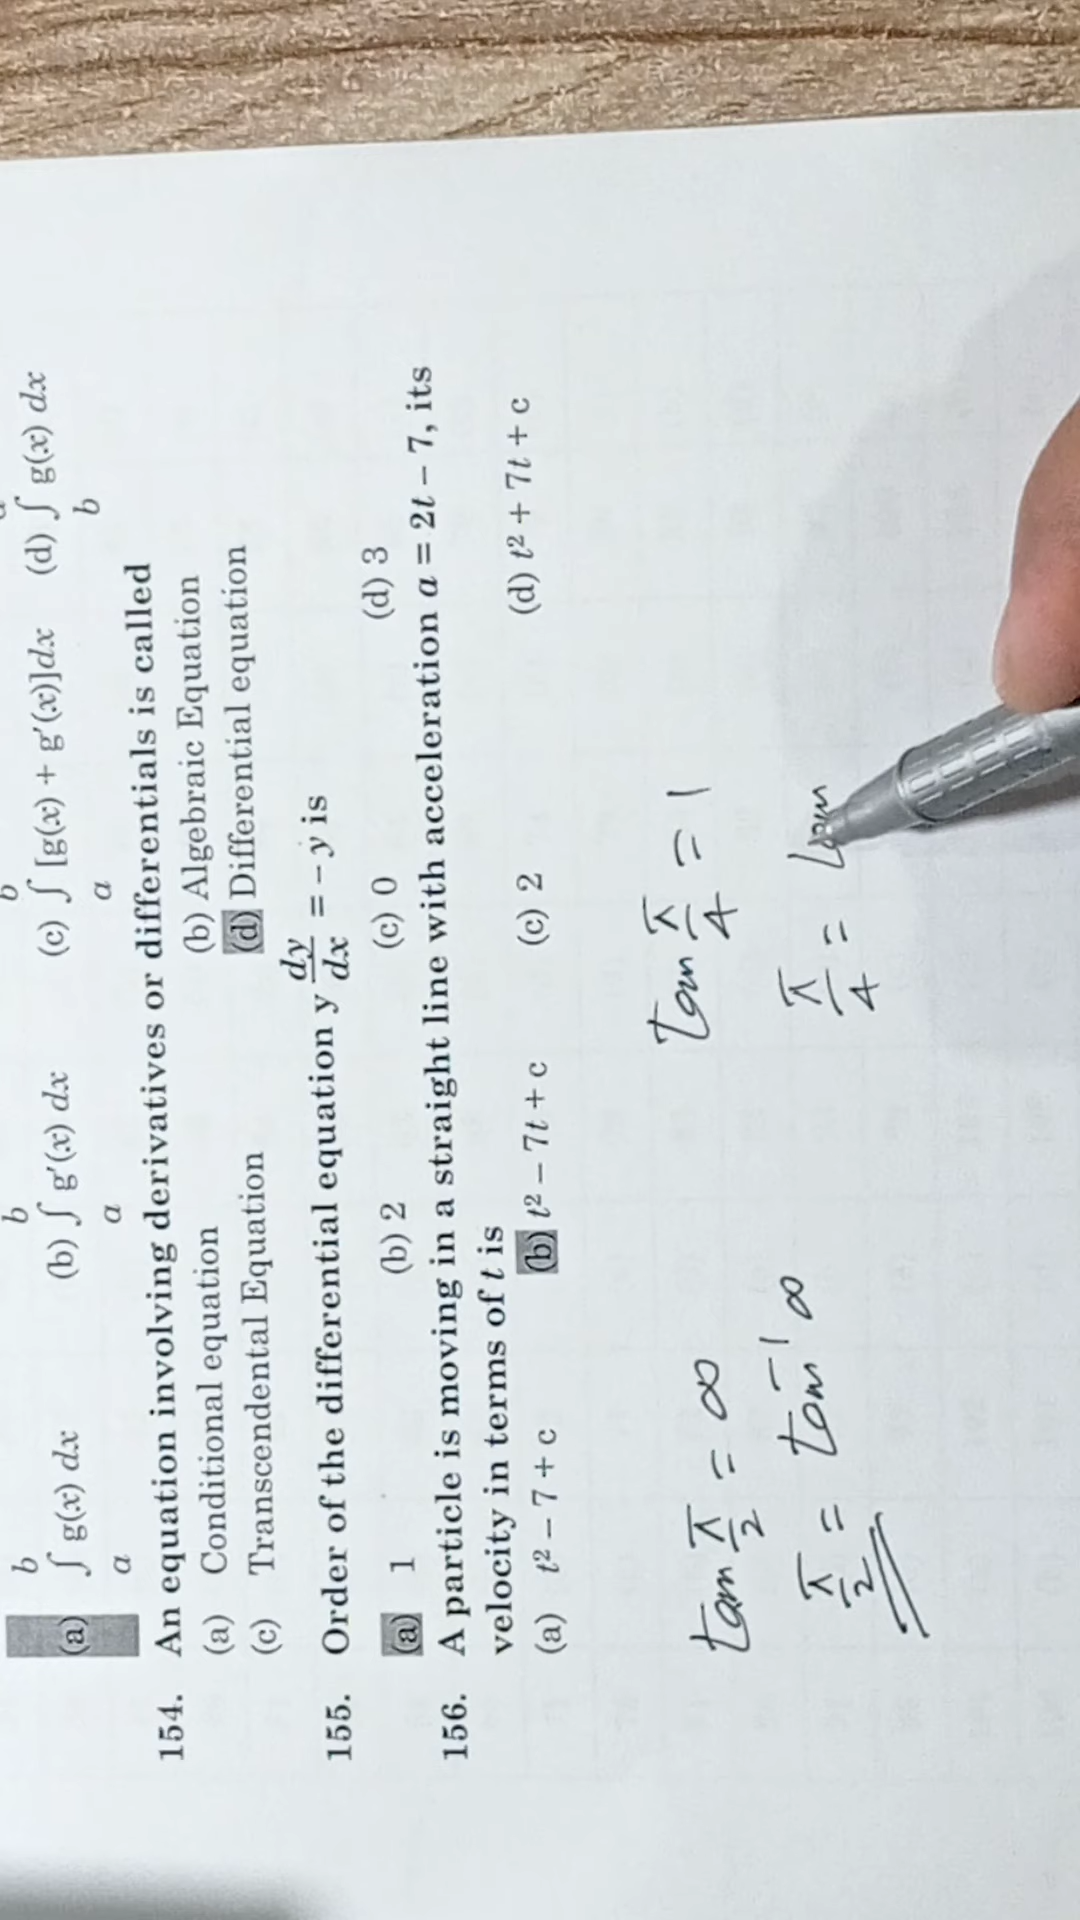 b b b
(a) ∫ g(x) dx (b) ∫ g′(x) dx (c) ∫ [g(x) + g′(x)]dx (d) ∫ g(x) dx
a a a b
154. An equation involving derivatives or differentials is called
(a) Conditional equation (b) Algebraic Equation
(c) Transcendental Equation (d) Differential equation
155. Order of the differential equation y dy/dx = – y is
(a) 1 (b) 2 (c) 0 (d) 3
156. A particle is moving in a straight line with acceleration a = 2t – 7, its
velocity in terms of t is
(a) t² – 7 + c (b) t² – 7t + c (c) 2 (d) t² + 7t + c
tan π/2 = ∞ tan π/4 = 1
π/2 = tan⁻¹ ∞ π/4 = tan